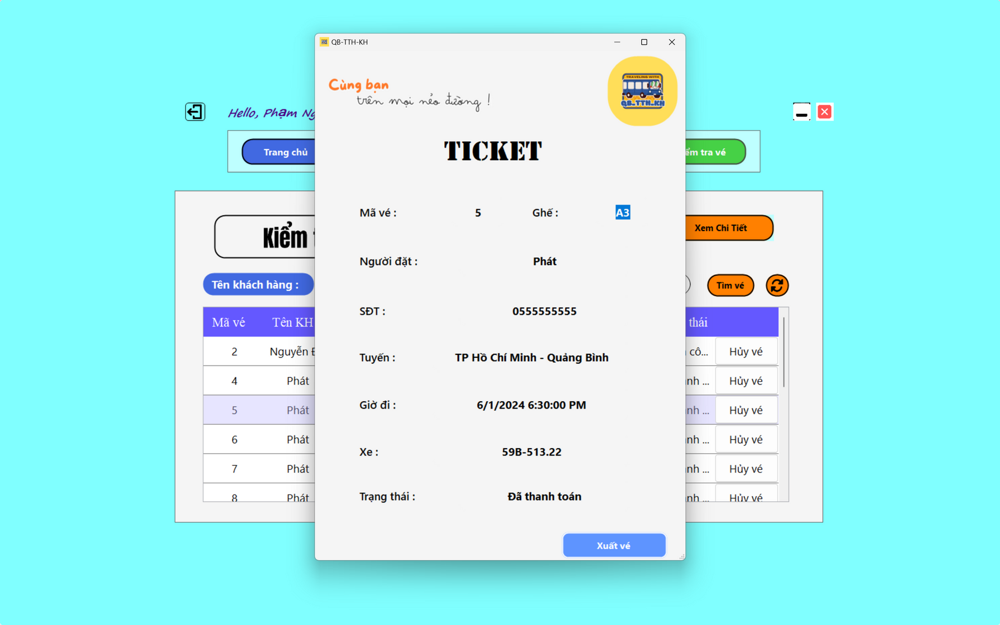 QB-TTH-KH
Cùng bạn
trên mọi nẻo đường !
TRAVELING WITH
QB_TTH_KH
Hello, Phạm Ng
Trang chủ
ểm tra vé
TICKET
Mã vé : 5 Ghế : A3
Người đặt : Phát
SĐT : 0555555555
Tuyến : TP Hồ Chí Minh - Quảng Bình
Giờ đi : 6/1/2024 6:30:00 PM
Xe : 59B-513.22
Trạng thái : Đã thanh toán
Xuất vé
Kiểm t
Xem Chi Tiết
Tên khách hàng :
Tìm vé
Mã vé Tên KH thái
2 Nguyễn Đ cô... Hủy vé
4 Phát nh ... Hủy vé
5 Phát nh ... Hủy vé
6 Phát nh ... Hủy vé
7 Phát nh ... Hủy vé
8 Phát nh ... Hủy vé